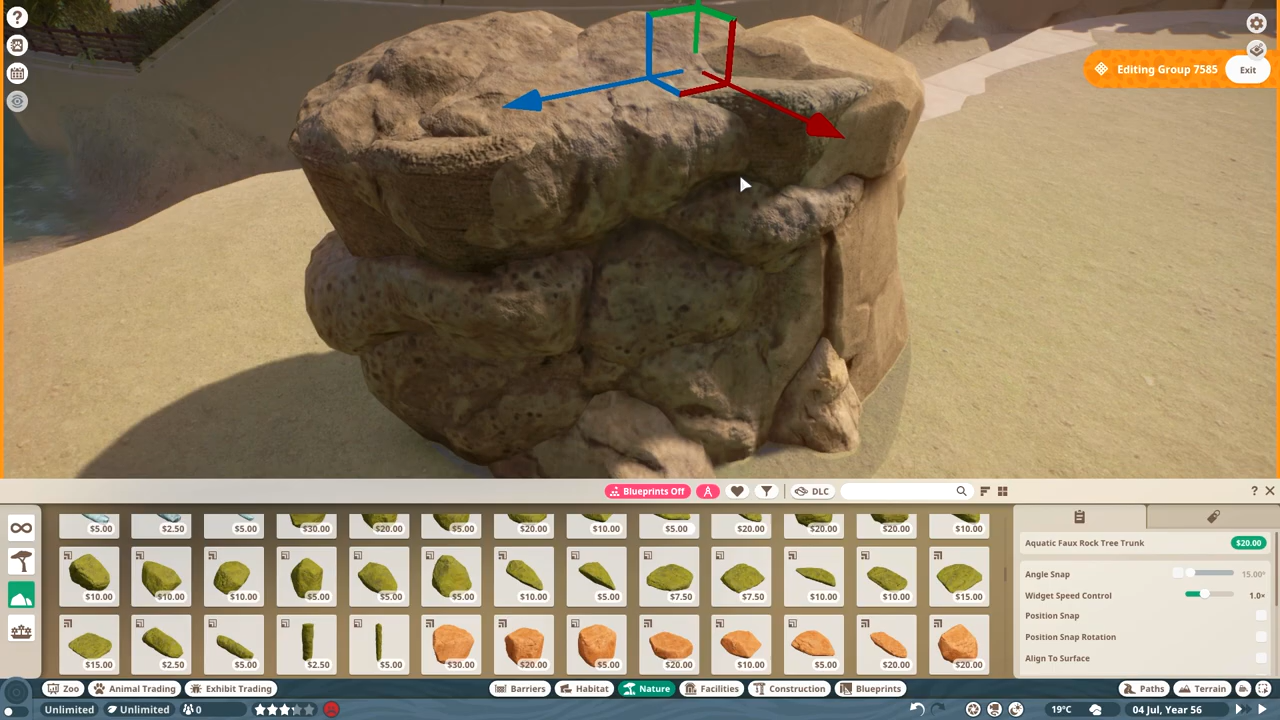 ?
Editing Group 7585 Exit
Blueprints Off DLC ? ×
$5.00 $2.50 $5.00 $30.00 $20.00 $5.00 $20.00 $10.00 $5.00 $20.00 $20.00 $20.00 $10.00
$10.00 $10.00 $10.00 $5.00 $5.00 $5.00 $10.00 $5.00 $7.50 $7.50 $10.00 $10.00 $15.00
$15.00 $2.50 $5.00 $2.50 $5.00 $30.00 $20.00 $5.00 $20.00 $10.00 $5.00 $20.00 $20.00
Aquatic Faux Rock Tree Trunk $20.00
Angle Snap 15.00°
Widget Speed Control 1.0×
Position Snap
Position Snap Rotation
Align To Surface
Zoo Animal Trading Exhibit Trading Barriers Habitat Nature Facilities Construction Blueprints Paths Terrain
Unlimited Unlimited 0 19°C 04 Jul, Year 56